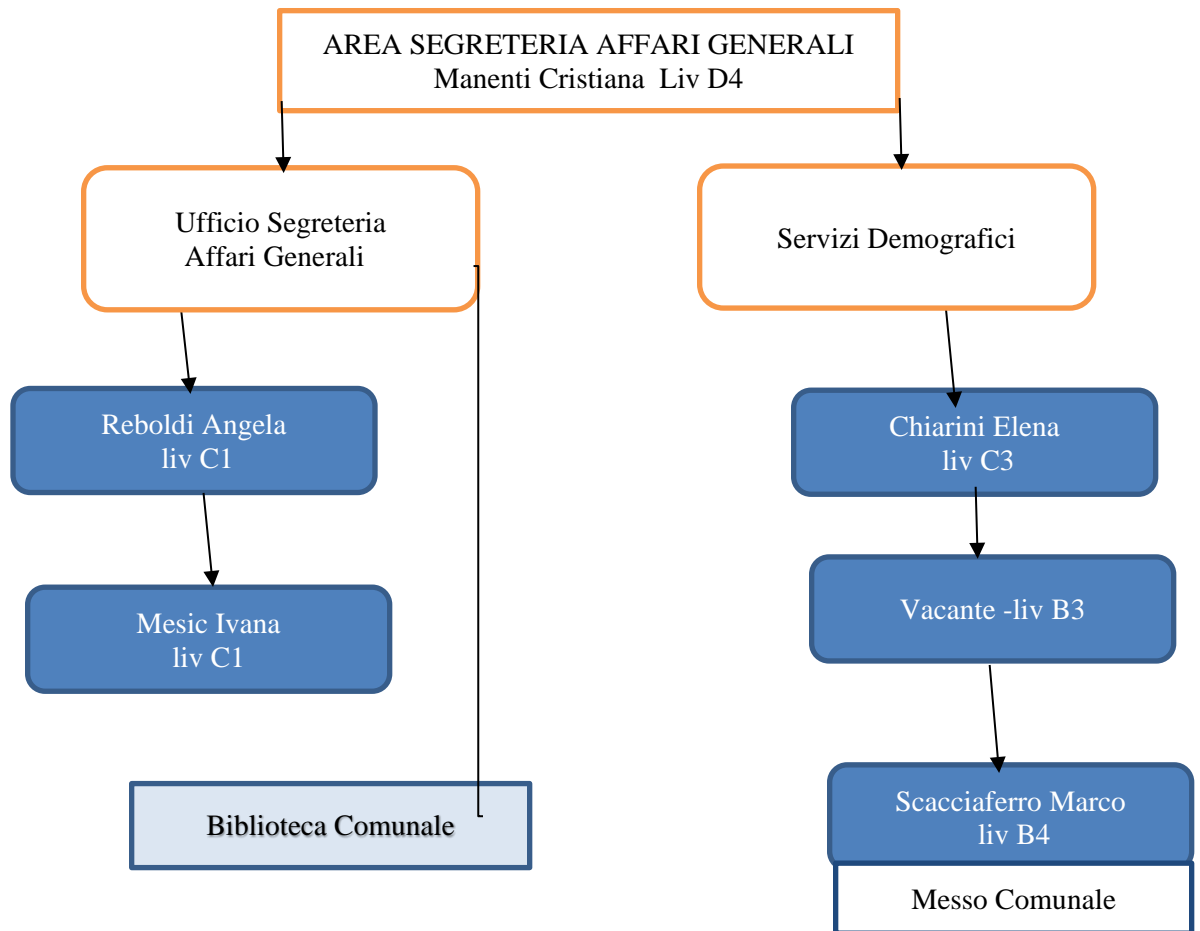 AREA SEGRETERIA AFFARI GENERALI
Manenti Cristiana  Liv D4
Ufficio Segreteria
Affari Generali
Servizi Demografici
Reboldi Angela
liv C1
Chiarini Elena
liv C3
Mesic Ivana
liv C1
Vacante -liv B3
Biblioteca Comunale
Scacciaferro Marco
liv B4
Messo Comunale